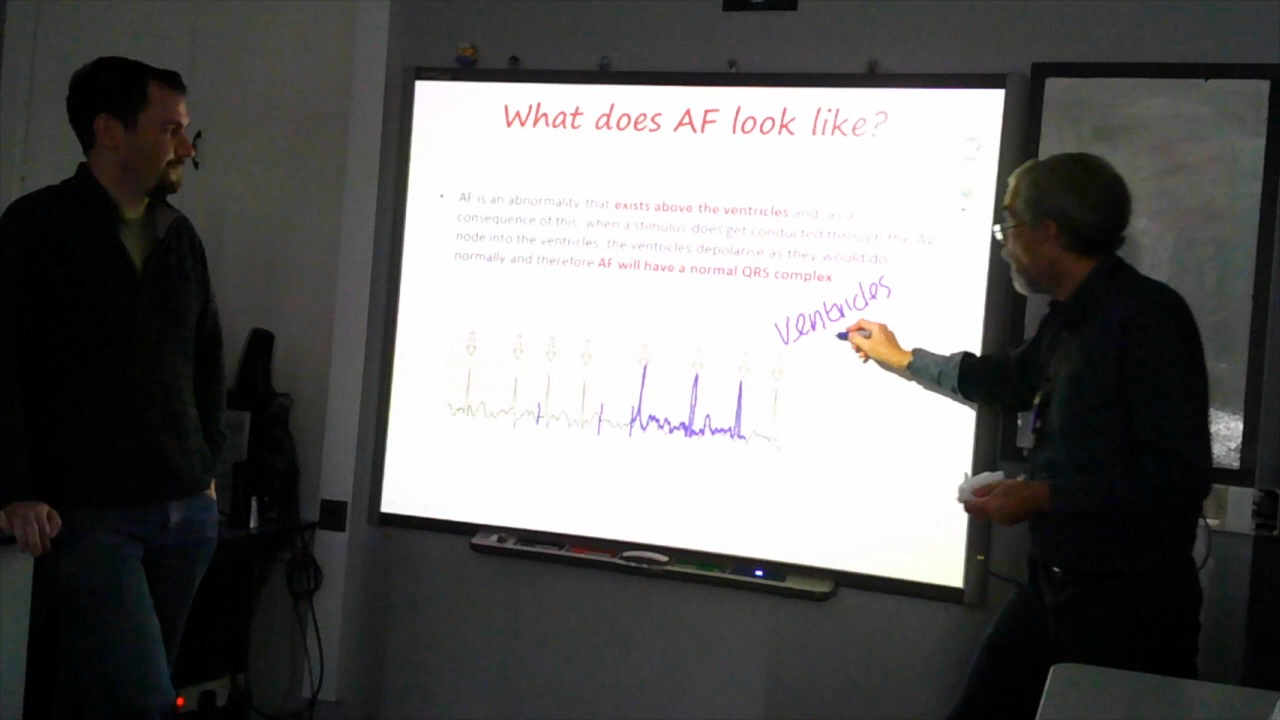 What does AF look like?
• AF is an abnormality that exists above the ventricles and, as a
consequence of this, when a stimulus does get conducted through the AV
node into the ventricles, the ventricles depolarise as they would do
normally and therefore AF will have a normal QRS complex
ventricles